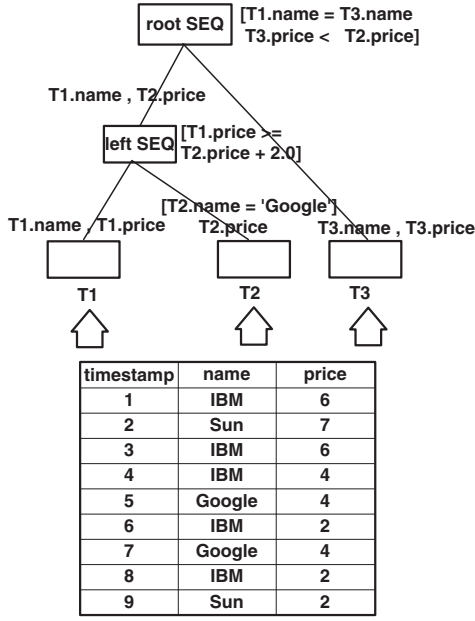 root SEQ [T1.name = T3.name
T3.price < T2.price]
T1.name , T2.price
left SEQ [T1.price >=
T2.price + 2.0]
[T2.name = 'Google']
T1.name , T1.price T2.price T3.name , T3.price
T1 T2 T3
timestamp name price
1 IBM 6
2 Sun 7
3 IBM 6
4 IBM 4
5 Google 4
6 IBM 2
7 Google 4
8 IBM 2
9 Sun 2